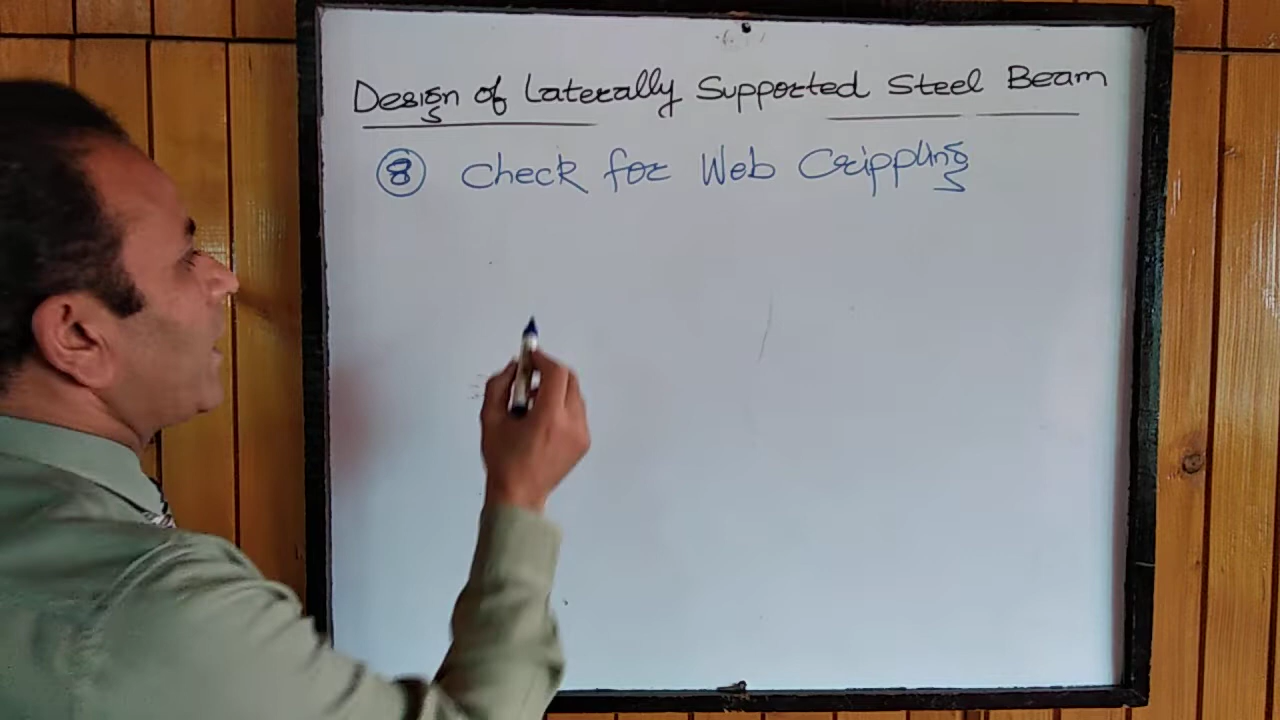 Design of Laterally Supported Steel Beam
⑧ Check for Web Crippling